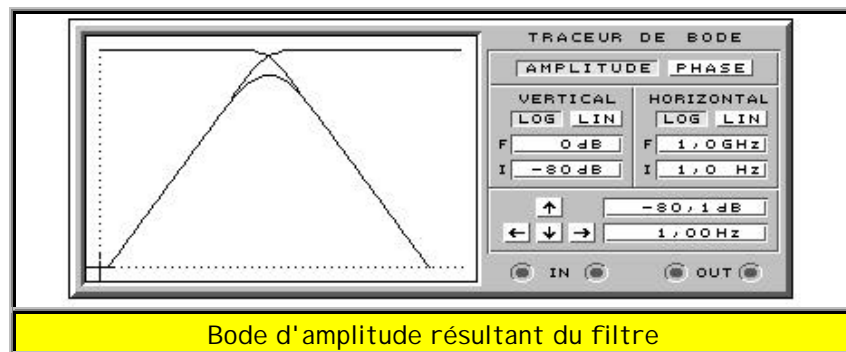 TRACEUR DE BODE
AMPLITUDE PHASE
VERTICAL HORIZONTAL
LOG LIN LOG LIN
F 0dB F 1,0GHz
I -80dB I 1,0 Hz
↑ -80,1dB
← ↓ → 1,00Hz
IN OUT
Bode d'amplitude résultant du filtre